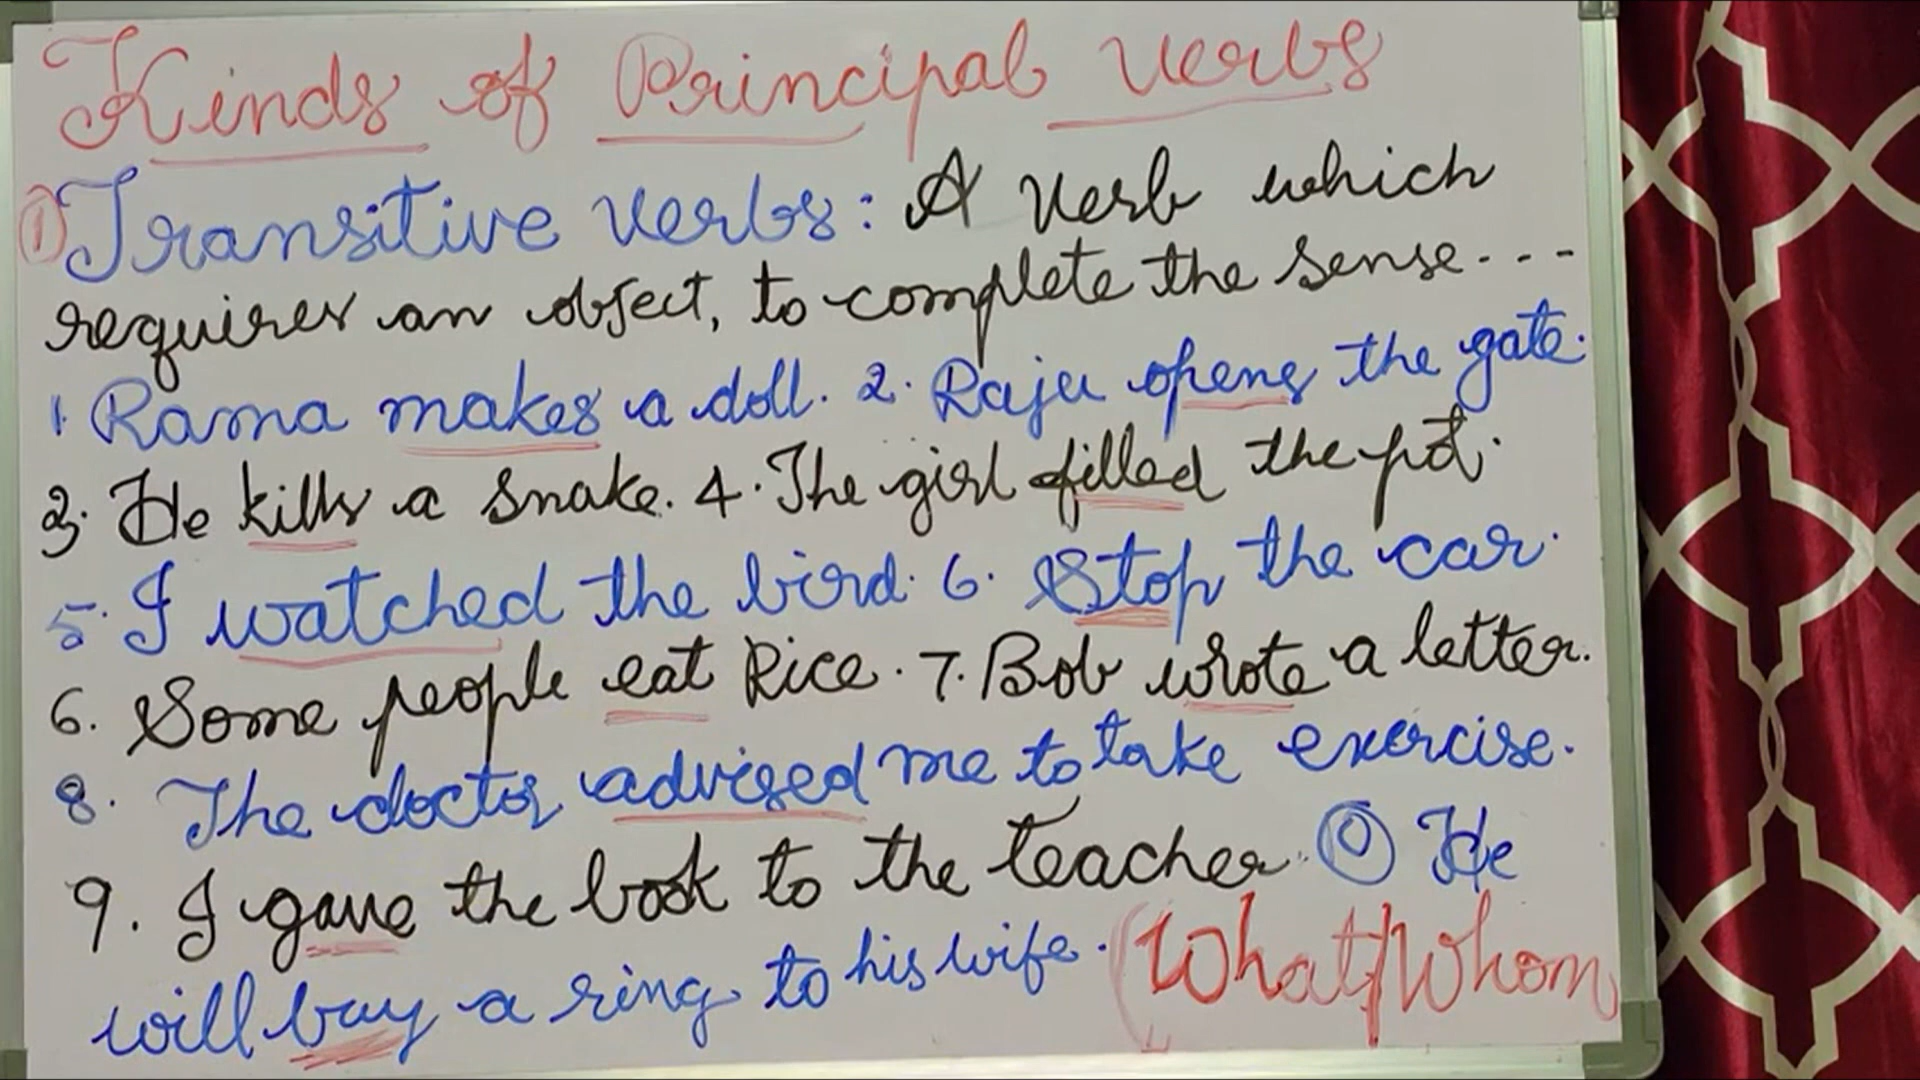 Kinds of Principal Verbs
① Transitive Verbs: A Verb which
requires an object, to complete the sense----
1. Rama makes a doll. 2. Raju opens the gate.
3. He kills a snake. 4. The girl filled the pot.
5. I watched the bird. 6. Stop the car.
6. Some people eat Rice. 7. Bob wrote a letter.
8. The doctor advised me to take exercise.
9. I gave the book to the teacher. ⑩ He
will buy a ring to his wife. (What/Whom